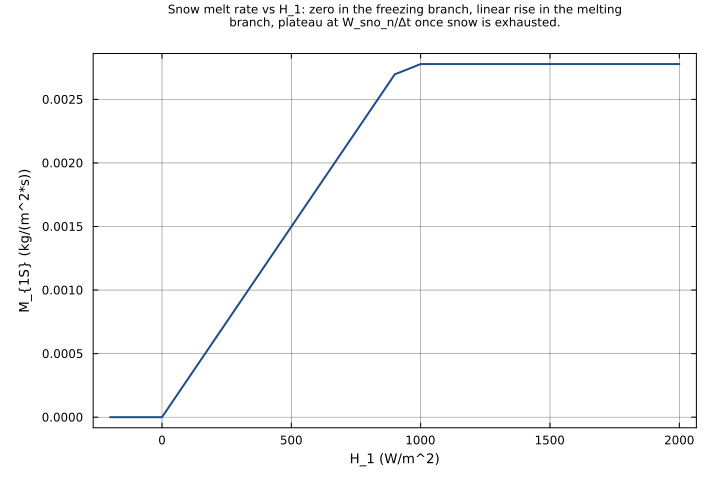 Snow melt rate vs H_1: zero in the freezing branch, linear rise in the melting
branch, plateau at W_sno_n/Δt once snow is exhausted.
0.0025
0.0020
0.0015
0.0010
0.0005
0.0000
M_{1S} (kg/(m^2*s))
0 500 1000 1500 2000
H_1 (W/m^2)